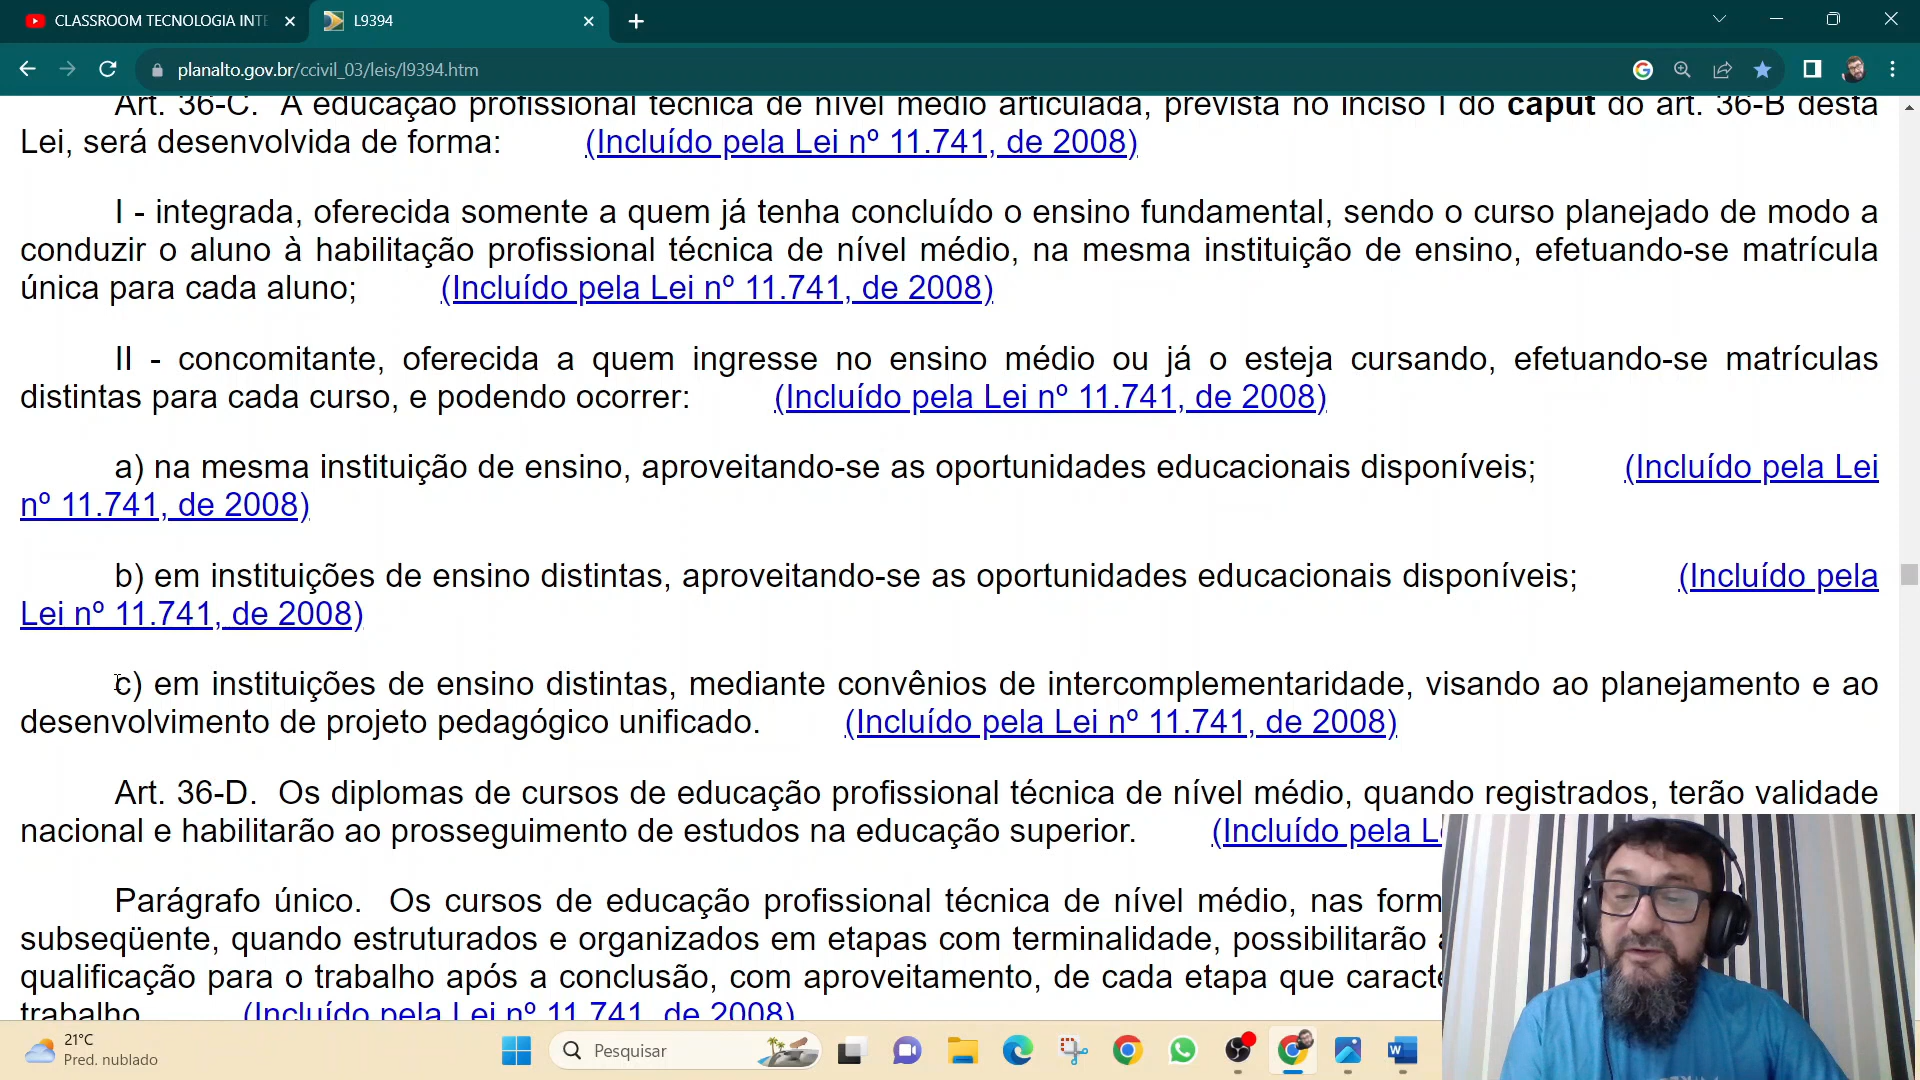 CLASSROOM TECNOLOGIA INTE
L9394
planalto.gov.br/ccivil_03/leis/l9394.htm
Art. 36-C. A educação profissional técnica de nível médio articulada, prevista no inciso I do caput do art. 36-B desta
Lei, será desenvolvida de forma: (Incluído pela Lei nº 11.741, de 2008)
I - integrada, oferecida somente a quem já tenha concluído o ensino fundamental, sendo o curso planejado de modo a
conduzir o aluno à habilitação profissional técnica de nível médio, na mesma instituição de ensino, efetuando-se matrícula
única para cada aluno; (Incluído pela Lei nº 11.741, de 2008)
II - concomitante, oferecida a quem ingresse no ensino médio ou já o esteja cursando, efetuando-se matrículas
distintas para cada curso, e podendo ocorrer: (Incluído pela Lei nº 11.741, de 2008)
a) na mesma instituição de ensino, aproveitando-se as oportunidades educacionais disponíveis; (Incluído pela Lei
nº 11.741, de 2008)
b) em instituições de ensino distintas, aproveitando-se as oportunidades educacionais disponíveis; (Incluído pela
Lei nº 11.741, de 2008)
c) em instituições de ensino distintas, mediante convênios de intercomplementaridade, visando ao planejamento e ao
desenvolvimento de projeto pedagógico unificado. (Incluído pela Lei nº 11.741, de 2008)
Art. 36-D. Os diplomas de cursos de educação profissional técnica de nível médio, quando registrados, terão validade
nacional e habilitarão ao prosseguimento de estudos na educação superior. (Incluído pela L
Parágrafo único. Os cursos de educação profissional técnica de nível médio, nas form
subseqüente, quando estruturados e organizados em etapas com terminalidade, possibilitarão
qualificação para o trabalho após a conclusão, com aproveitamento, de cada etapa que caract
trabalho. (Incluído pela Lei nº 11.741, de 2008)
21°C
Pred. nublado
Pesquisar